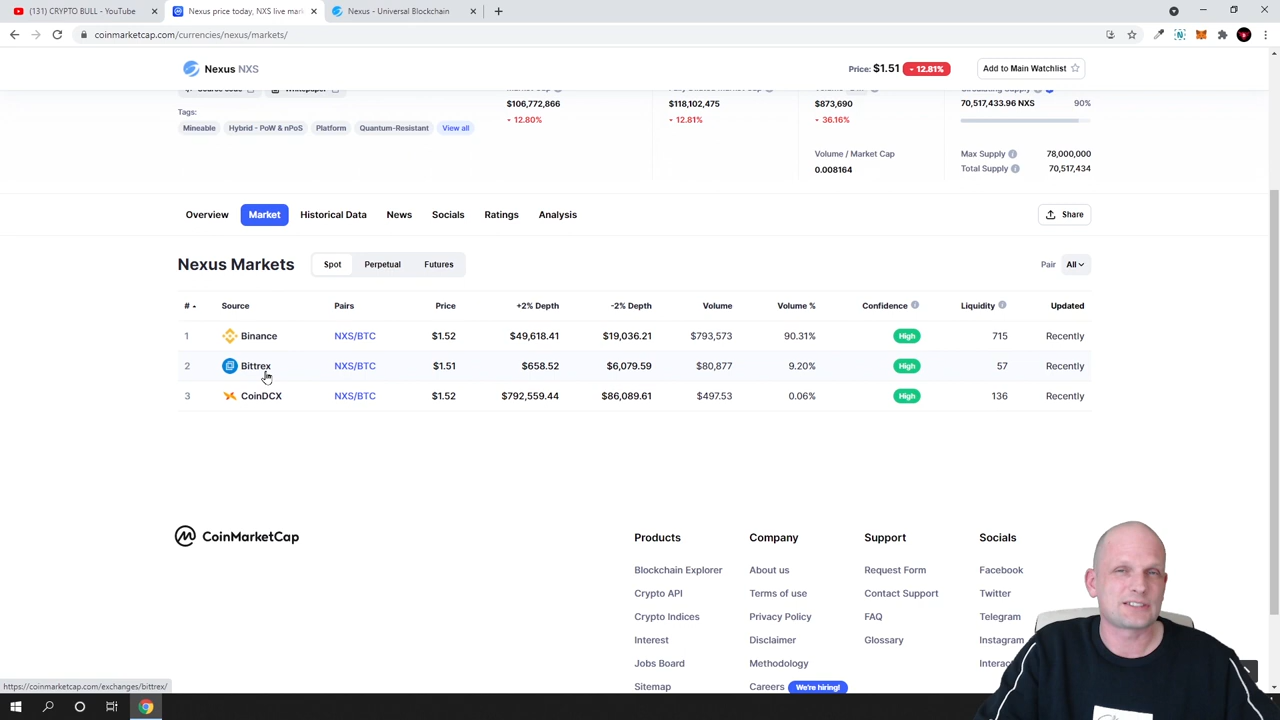 (131) CRYPTO BULL - YouTube
Nexus price today, NXS live mark
Nexus - Universal Blockchain
coinmarketcap.com/currencies/nexus/markets/
Nexus NXS
Price: $1.51 12.81%
Add to Main Watchlist
Source code
Whitepaper
Circulating Supply
Tags:
Mineable
Hybrid - PoW & nPoS
Platform
Quantum-Resistant
View all
$106,772,866
12.80%
$118,102,475
12.81%
$873,690
36.16%
70,517,433.96 NXS
90%
Volume / Market Cap
0.008164
Max Supply
78,000,000
Total Supply
70,517,434
Overview
Market
Historical Data
News
Socials
Ratings
Analysis
Share
Nexus Markets
Spot
Perpetual
Futures
Pair
All
# Source Pairs Price +2% Depth -2% Depth Volume Volume % Confidence Liquidity Updated
1 Binance NXS/BTC $1.52 $49,618.41 $19,036.21 $793,573 90.31% High 715 Recently
2 Bittrex NXS/BTC $1.51 $658.52 $6,079.59 $80,877 9.20% High 57 Recently
3 CoinDCX NXS/BTC $1.52 $792,559.44 $86,089.61 $497.53 0.06% High 136 Recently
CoinMarketCap
Products
Blockchain Explorer
Crypto API
Crypto Indices
Interest
Jobs Board
Sitemap
Company
About us
Terms of use
Privacy Policy
Disclaimer
Methodology
Careers We're hiring!
Support
Request Form
Contact Support
FAQ
Glossary
Socials
Facebook
Twitter
Telegram
Instagram
Interac
https://coinmarketcap.com/exchanges/bittrex/